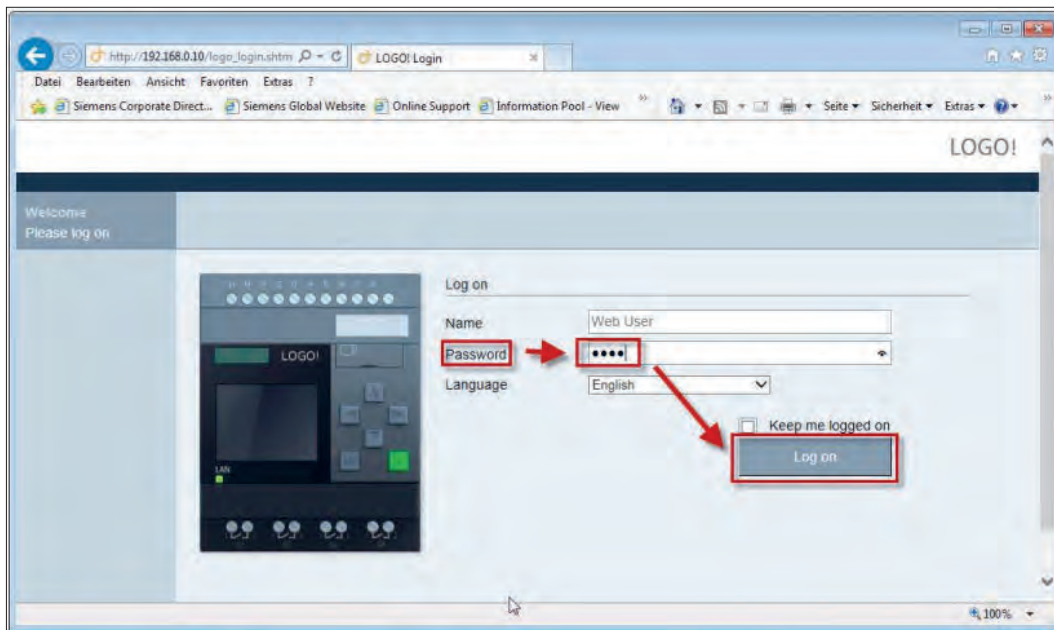 http://192.168.0.10/logo_login.shtm
LOGO! Login
Datei Bearbeiten Ansicht Favoriten Extras ?
Siemens Corporate Direct... Siemens Global Website Online Support Information Pool - View Seite Sicherheit Extras
LOGO!
Welcome
Please log on
Log on
Name Web User
Password ••••
Language English
Keep me logged on
Log on
LOGO!
LAN
100%